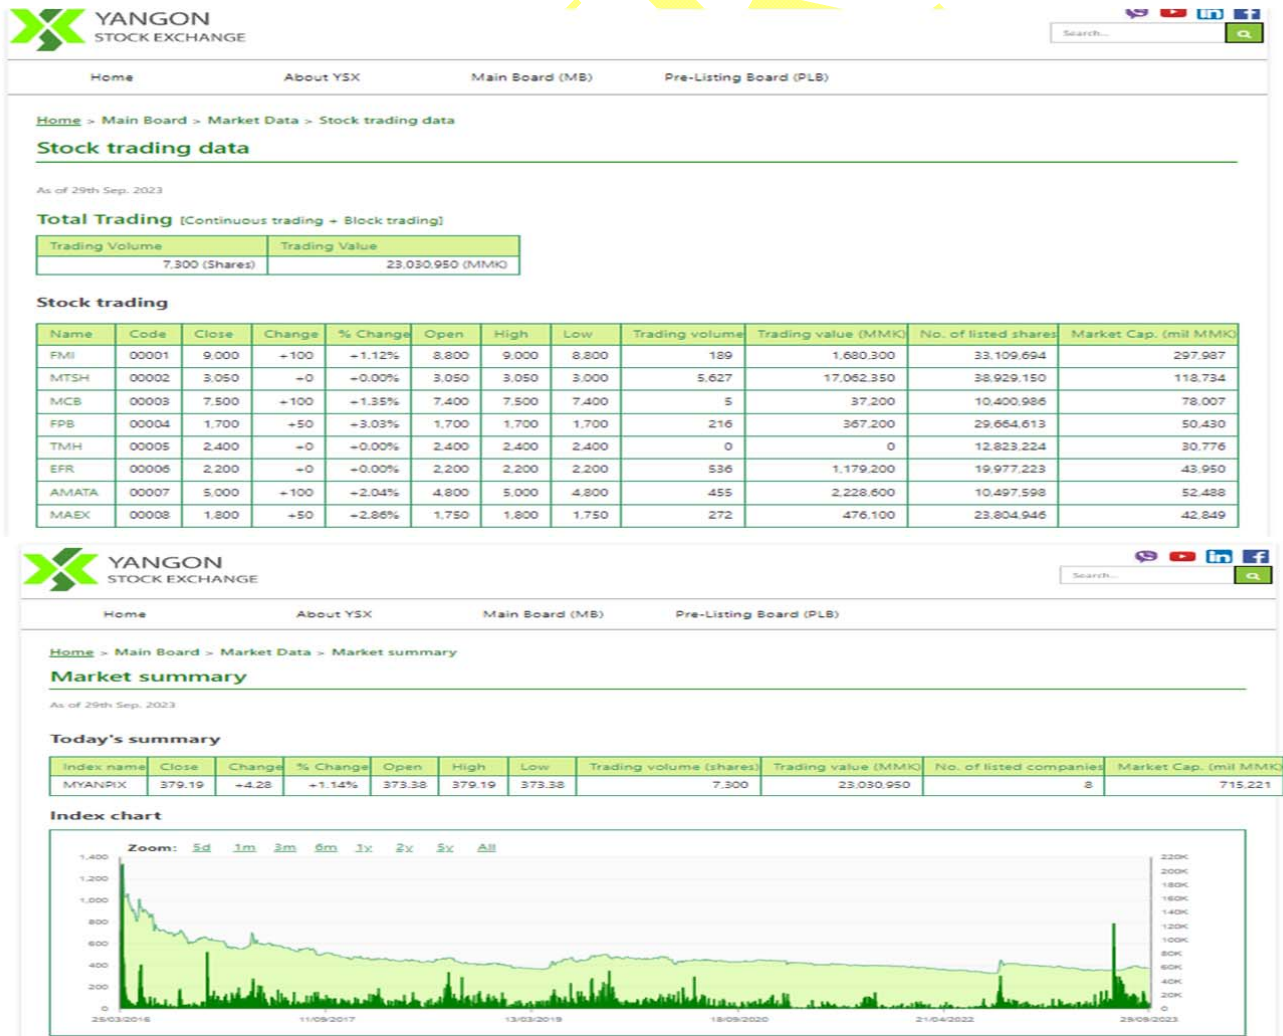 YANGON
STOCK EXCHANGE
Search...
Home About YSX Main Board (MB) Pre-Listing Board (PLB)
Home > Main Board > Market Data > Stock trading data
Stock trading data
As of 29th Sep. 2023
Total Trading [Continuous trading + Block trading]
Trading Volume Trading Value
7,300 (Shares) 23,030,950 (MMK)
Stock trading
Name Code Close Change % Change Open High Low Trading volume Trading value (MMK) No. of listed shares Market Cap. (mil MMK)
FMI 00001 9,000 +100 +1.12% 8,800 9,000 8,800 189 1,680,300 33,109,694 297,987
MTSH 00002 3,050 +0 +0.00% 3,050 3,050 3,000 5,627 17,062,350 38,929,150 118,734
MCB 00003 7,500 +100 +1.35% 7,400 7,500 7,400 5 37,200 10,400,986 78,007
FPB 00004 1,700 +50 +3.03% 1,700 1,700 1,700 216 367,200 29,664,613 50,430
TMH 00005 2,400 +0 +0.00% 2,400 2,400 2,400 0 0 12,823,224 30,776
EFR 00006 2,200 +0 +0.00% 2,200 2,200 2,200 536 1,179,200 19,977,223 43,950
AMATA 00007 5,000 +100 +2.04% 4,800 5,000 4,800 455 2,228,600 10,497,598 52,488
MAEX 00008 1,800 +50 +2.86% 1,750 1,800 1,750 272 476,100 23,804,946 42,849
YANGON
STOCK EXCHANGE
Search...
Home About YSX Main Board (MB) Pre-Listing Board (PLB)
Home > Main Board > Market Data > Market summary
Market summary
As of 29th Sep. 2023
Today's summary
Index name Close Change % Change Open High Low Trading volume (shares) Trading value (MMK) No. of listed companies Market Cap. (mil MMK)
MYANPIX 379.19 +4.28 +1.14% 373.38 379.19 373.38 7,300 23,030,950 8 715,221
Index chart
Zoom: 5d 1m 3m 6m 1y 2y 5y All
1,400 220K
200K
1,200 180K
1,000 160K
140K
800 120K
600 100K
80K
400 60K
200 40K
20K
0 0
25/03/2016 11/09/2017 13/03/2019 18/09/2020 21/04/2022 29/09/2023